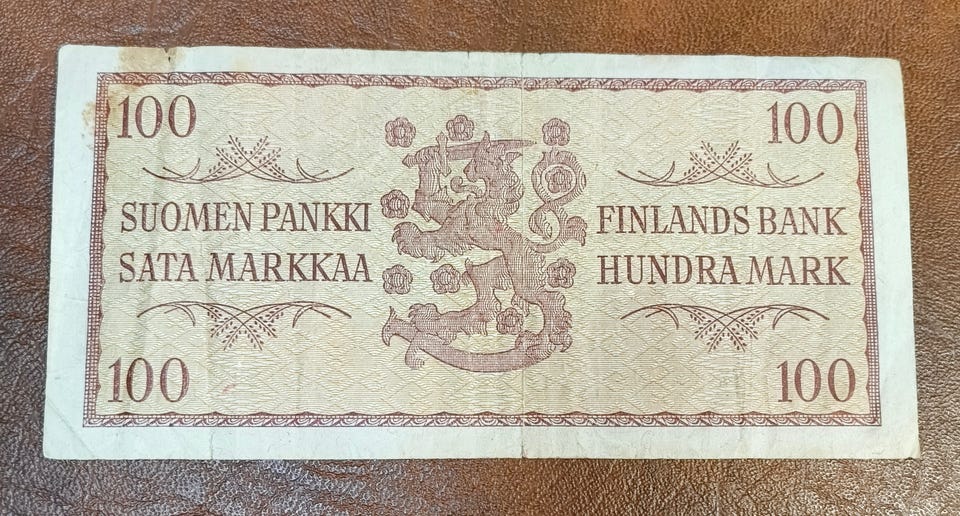 100 100
SUOMEN PANKKI FINLANDS BANK
SATA MARKKAA HUNDRA MARK
100 100